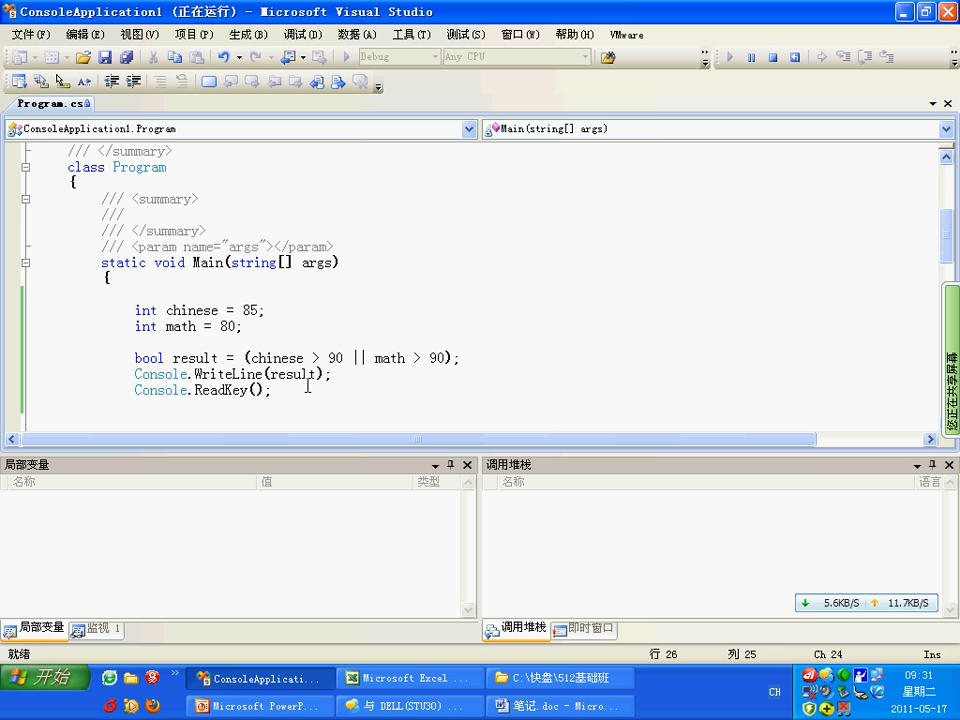 ConsoleApplication1 (正在运行) - Microsoft Visual Studio
文件(F) 编辑(E) 视图(V) 项目(P) 生成(B) 调试(D) 数据(A) 工具(T) 测试(S) 窗口(W) 帮助(H) VMware
Debug Any CPU
Program.cs
ConsoleApplication1.Program Main(string[] args)
/// </summary>
class Program
{
/// <summary>
///
/// </summary>
/// <param name="args"></param>
static void Main(string[] args)
{
int chinese = 85;
int math = 80;
bool result = (chinese > 90 || math > 90);
Console.WriteLine(result);
Console.ReadKey();
您正在共享屏幕
局部变量 调用堆栈
名称 值 类型 名称 语言
5.6KB/S 11.7KB/S
局部变量 监视 1 调用堆栈 即时窗口
就绪 行 26 列 25 Ch 24 Ins
开始 ConsoleApplicati... Microsoft Excel ... C:\快盘\512基础班 CH 09:31
星期二
Microsoft PowerP... 与 DELL(STU30) ... 笔记.doc - Micro... 2011-05-17